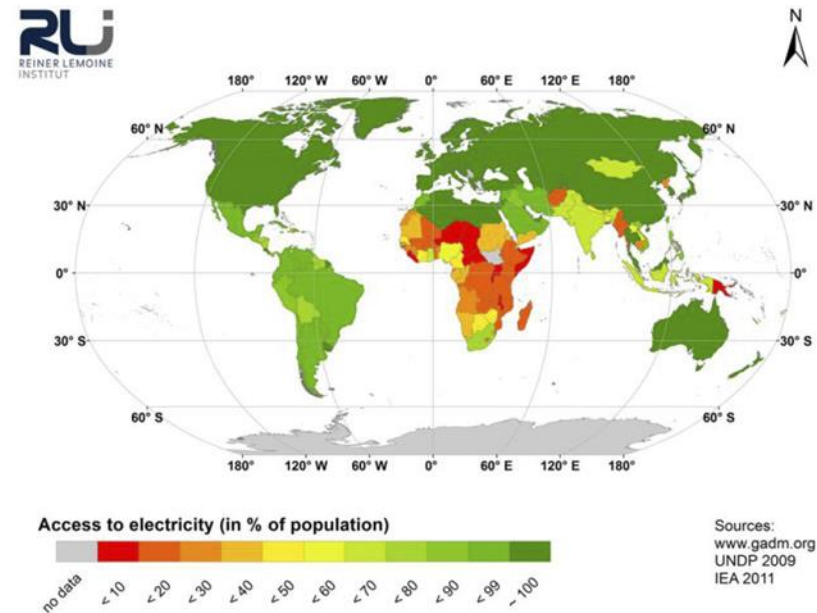 RLI
REINER LEMOINE
INSTITUT
N
180° 120° W 60° W 0° 60° E 120° E 180°
60° N 60° N
30° N 30° N
0° 0°
30° S 30° S
60° S 60° S
180° 120° W 60° W 0° 60° E 120° E 180°
Access to electricity (in % of population)
no data < 10 < 20 < 30 < 40 < 50 < 60 < 70 < 80 < 90 < 99 ~ 100
Sources:
www.gadm.org
UNDP 2009
IEA 2011